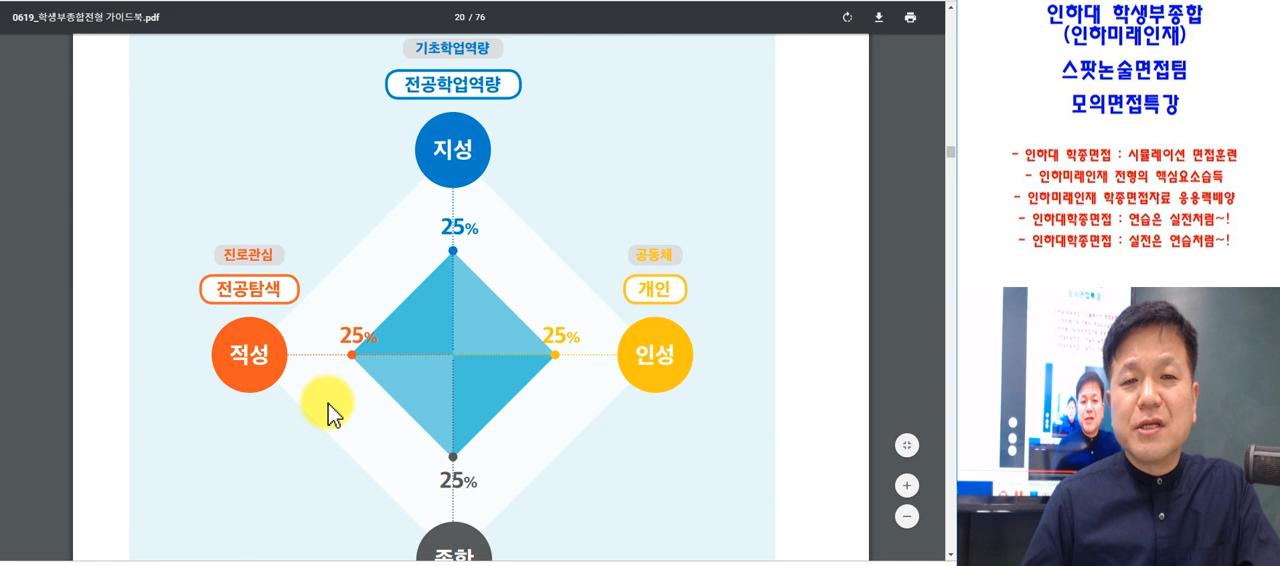 0619_학생부종합전형 가이드북.pdf
20 / 76
기초학업역량
전공학업역량
지성
25%
진로관심
전공탐색
적성
25%
공동체
개인
인성
25%
25%
종합
인하대 학생부종합
(인하미래인재)
스팟논술면접팀
모의면접특강
- 인하대 학종면접 : 시뮬레이션 면접훈련
- 인하미래인재 전형의 핵심요소습득
- 인하미래인재 학종면접자료 응용력배양
- 인하대학종면접 : 연습은 실전처럼~!
- 인하대학종면접 : 실전은 연습처럼~!